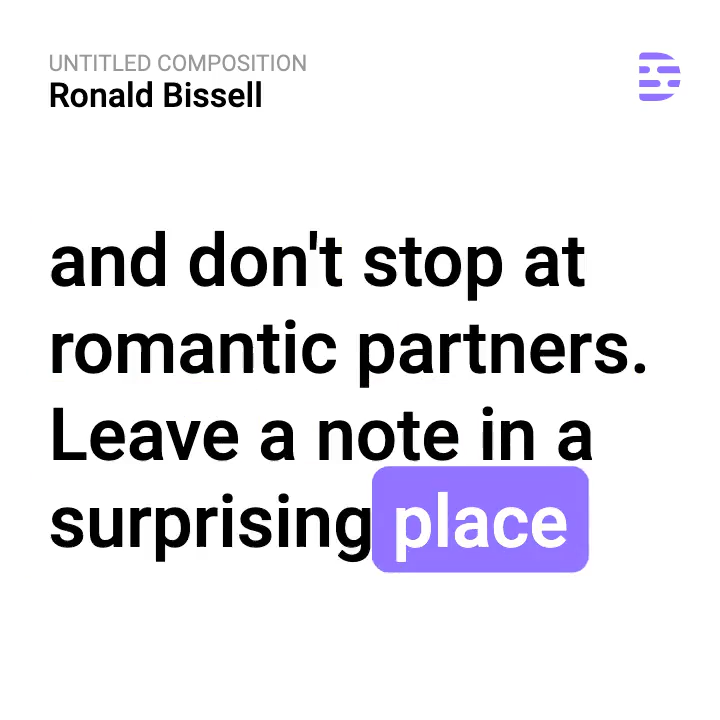 UNTITLED COMPOSITION
Ronald Bissell
and don't stop at
romantic partners.
Leave a note in a
surprising place